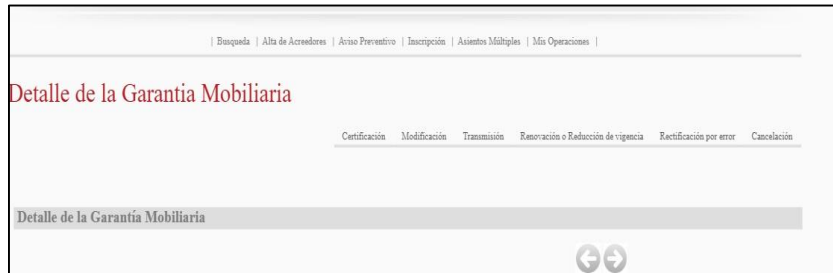 | Busqueda | Alta de Acreedores | Aviso Preventivo | Inscripción | Asientos Múltiples | Mis Operaciones |
Detalle de la Garantia Mobiliaria
Certificación Modificación Transmisión Renovación o Reducción de vigencia Rectificación por error Cancelación
Detalle de la Garantía Mobiliaria